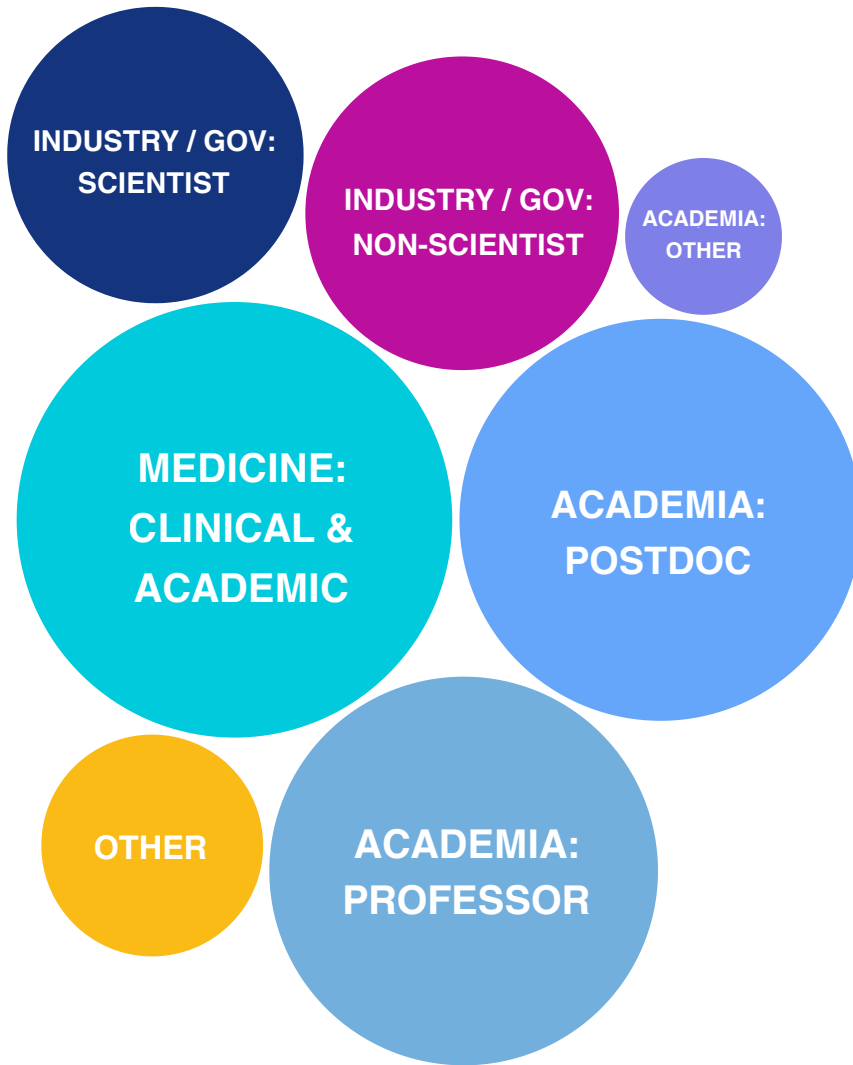 INDUSTRY / GOV:
SCIENTIST
INDUSTRY / GOV:
NON-SCIENTIST
ACADEMIA:
OTHER
MEDICINE:
CLINICAL &
ACADEMIC
ACADEMIA:
POSTDOC
OTHER
ACADEMIA:
PROFESSOR